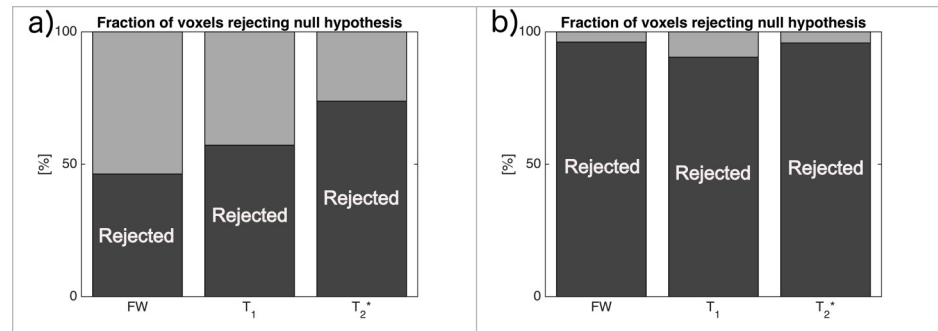 a) Fraction of voxels rejecting null hypothesis
100
50
0
[%]
Rejected
Rejected
Rejected
FW
T₁
T₂*
b) Fraction of voxels rejecting null hypothesis
100
50
0
[%]
Rejected
Rejected
Rejected
FW
T₁
T₂*